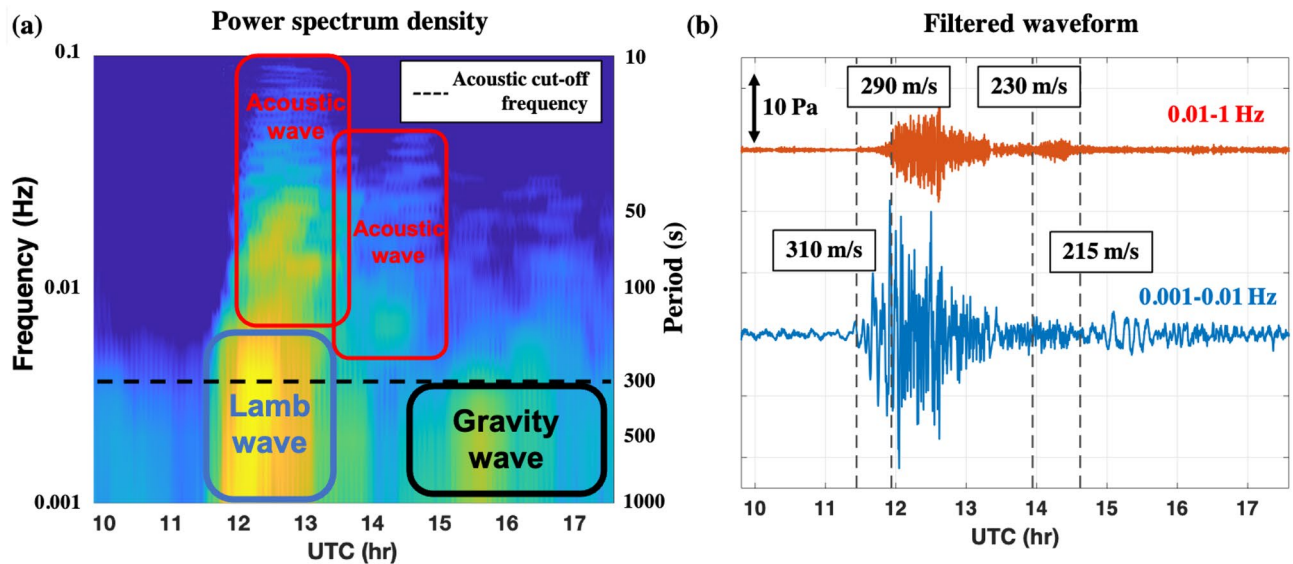 (a)
Power spectrum density
0.1
0.01
0.001
Frequency (Hz)
Acoustic
wave
Acoustic
wave
Acoustic cut-off
frequency
Lamb
wave
Gravity
wave
10
50
100
300
500
1000
Period (s)
10 11 12 13 14 15 16 17
UTC (hr)
(b)
Filtered waveform
10 Pa
290 m/s
230 m/s
0.01-1 Hz
310 m/s
215 m/s
0.001-0.01 Hz
10 11 12 13 14 15 16 17
UTC (hr)